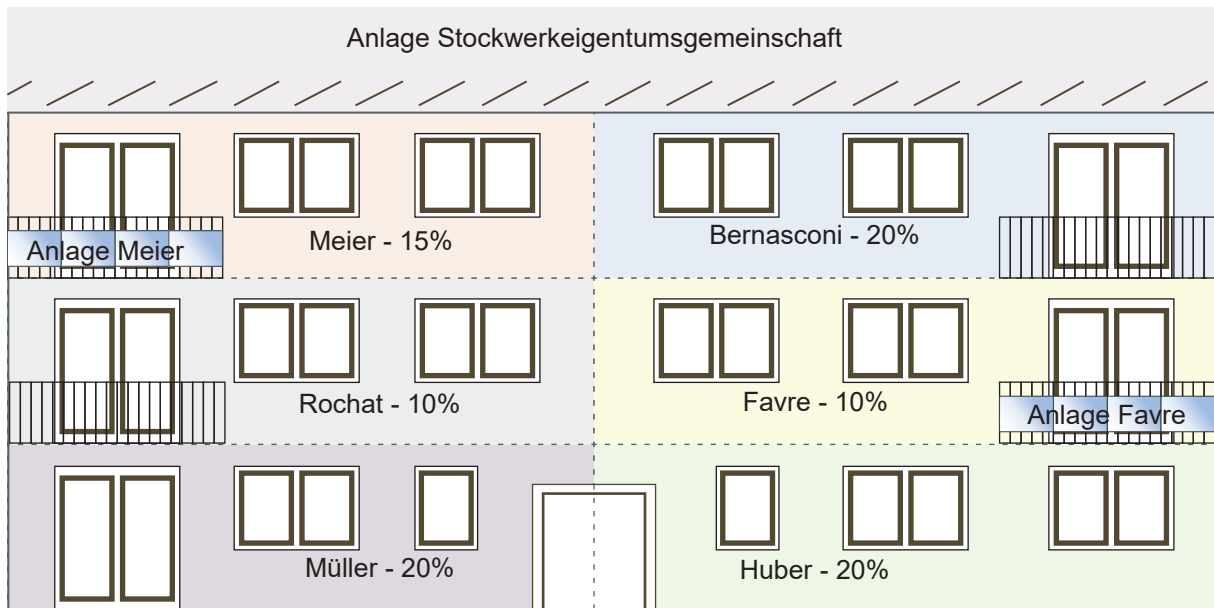 Anlage Stockwerkeigentumsgemeinschaft
Meier - 15%
Bernasconi - 20%
Anlage Meier
Rochat - 10%
Favre - 10%
Anlage Favre
Müller - 20%
Huber - 20%